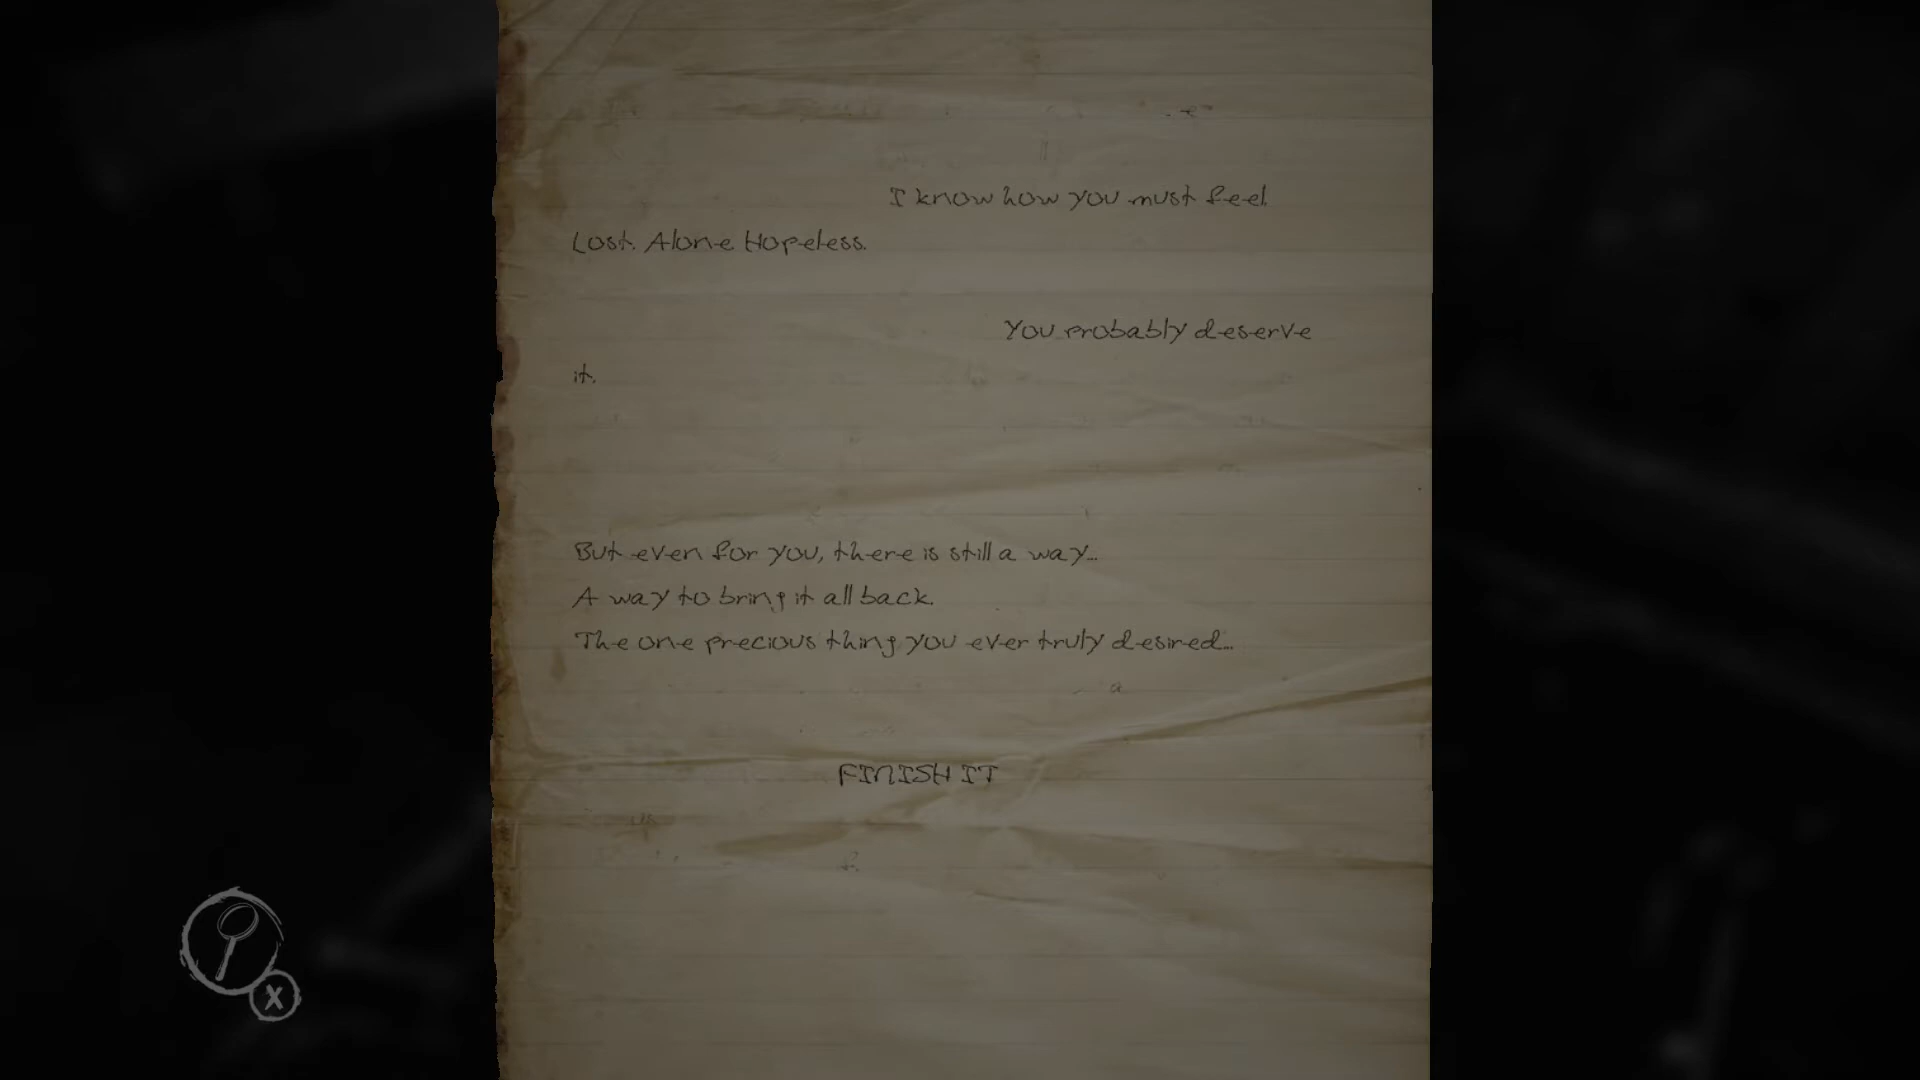 I know how you must feel.
Lost. Alone. Hopeless.
You probably deserve
it.
But even for you, there is still a way...
A way to bring it all back.
The one precious thing you ever truly desired...
FINISH IT
X